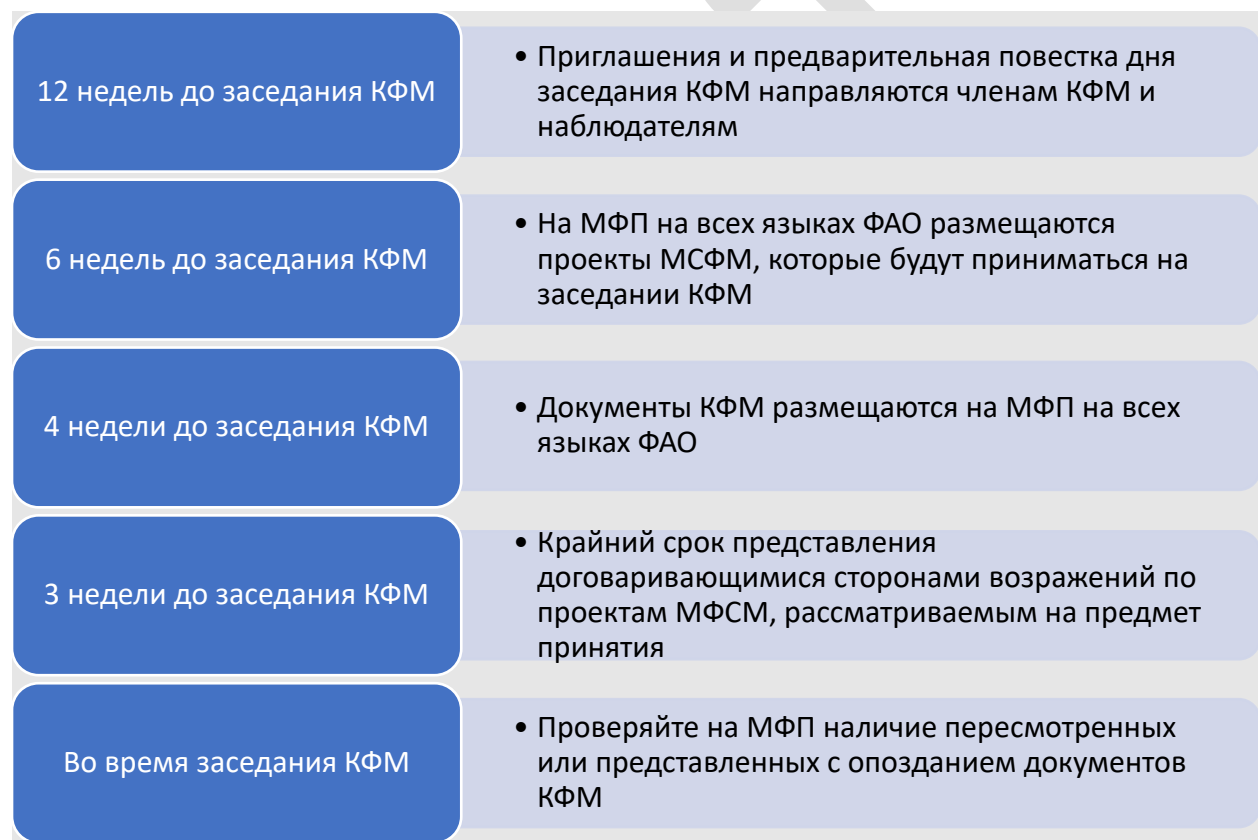 12 недель до заседания КФМ
• Приглашения и предварительная повестка дня
заседания КФМ направляются членам КФМ и
наблюдателям
6 недель до заседания КФМ
• На МФП на всех языках ФАО размещаются
проекты МСФМ, которые будут приниматься на
заседании КФМ
4 недели до заседания КФМ
• Документы КФМ размещаются на МФП на всех
языках ФАО
3 недели до заседания КФМ
• Крайний срок представления
договаривающимися сторонами возражений по
проектам МФСМ, рассматриваемым на предмет
принятия
Во время заседания КФМ
• Проверяйте на МФП наличие пересмотренных
или представленных с опозданием документов
КФМ